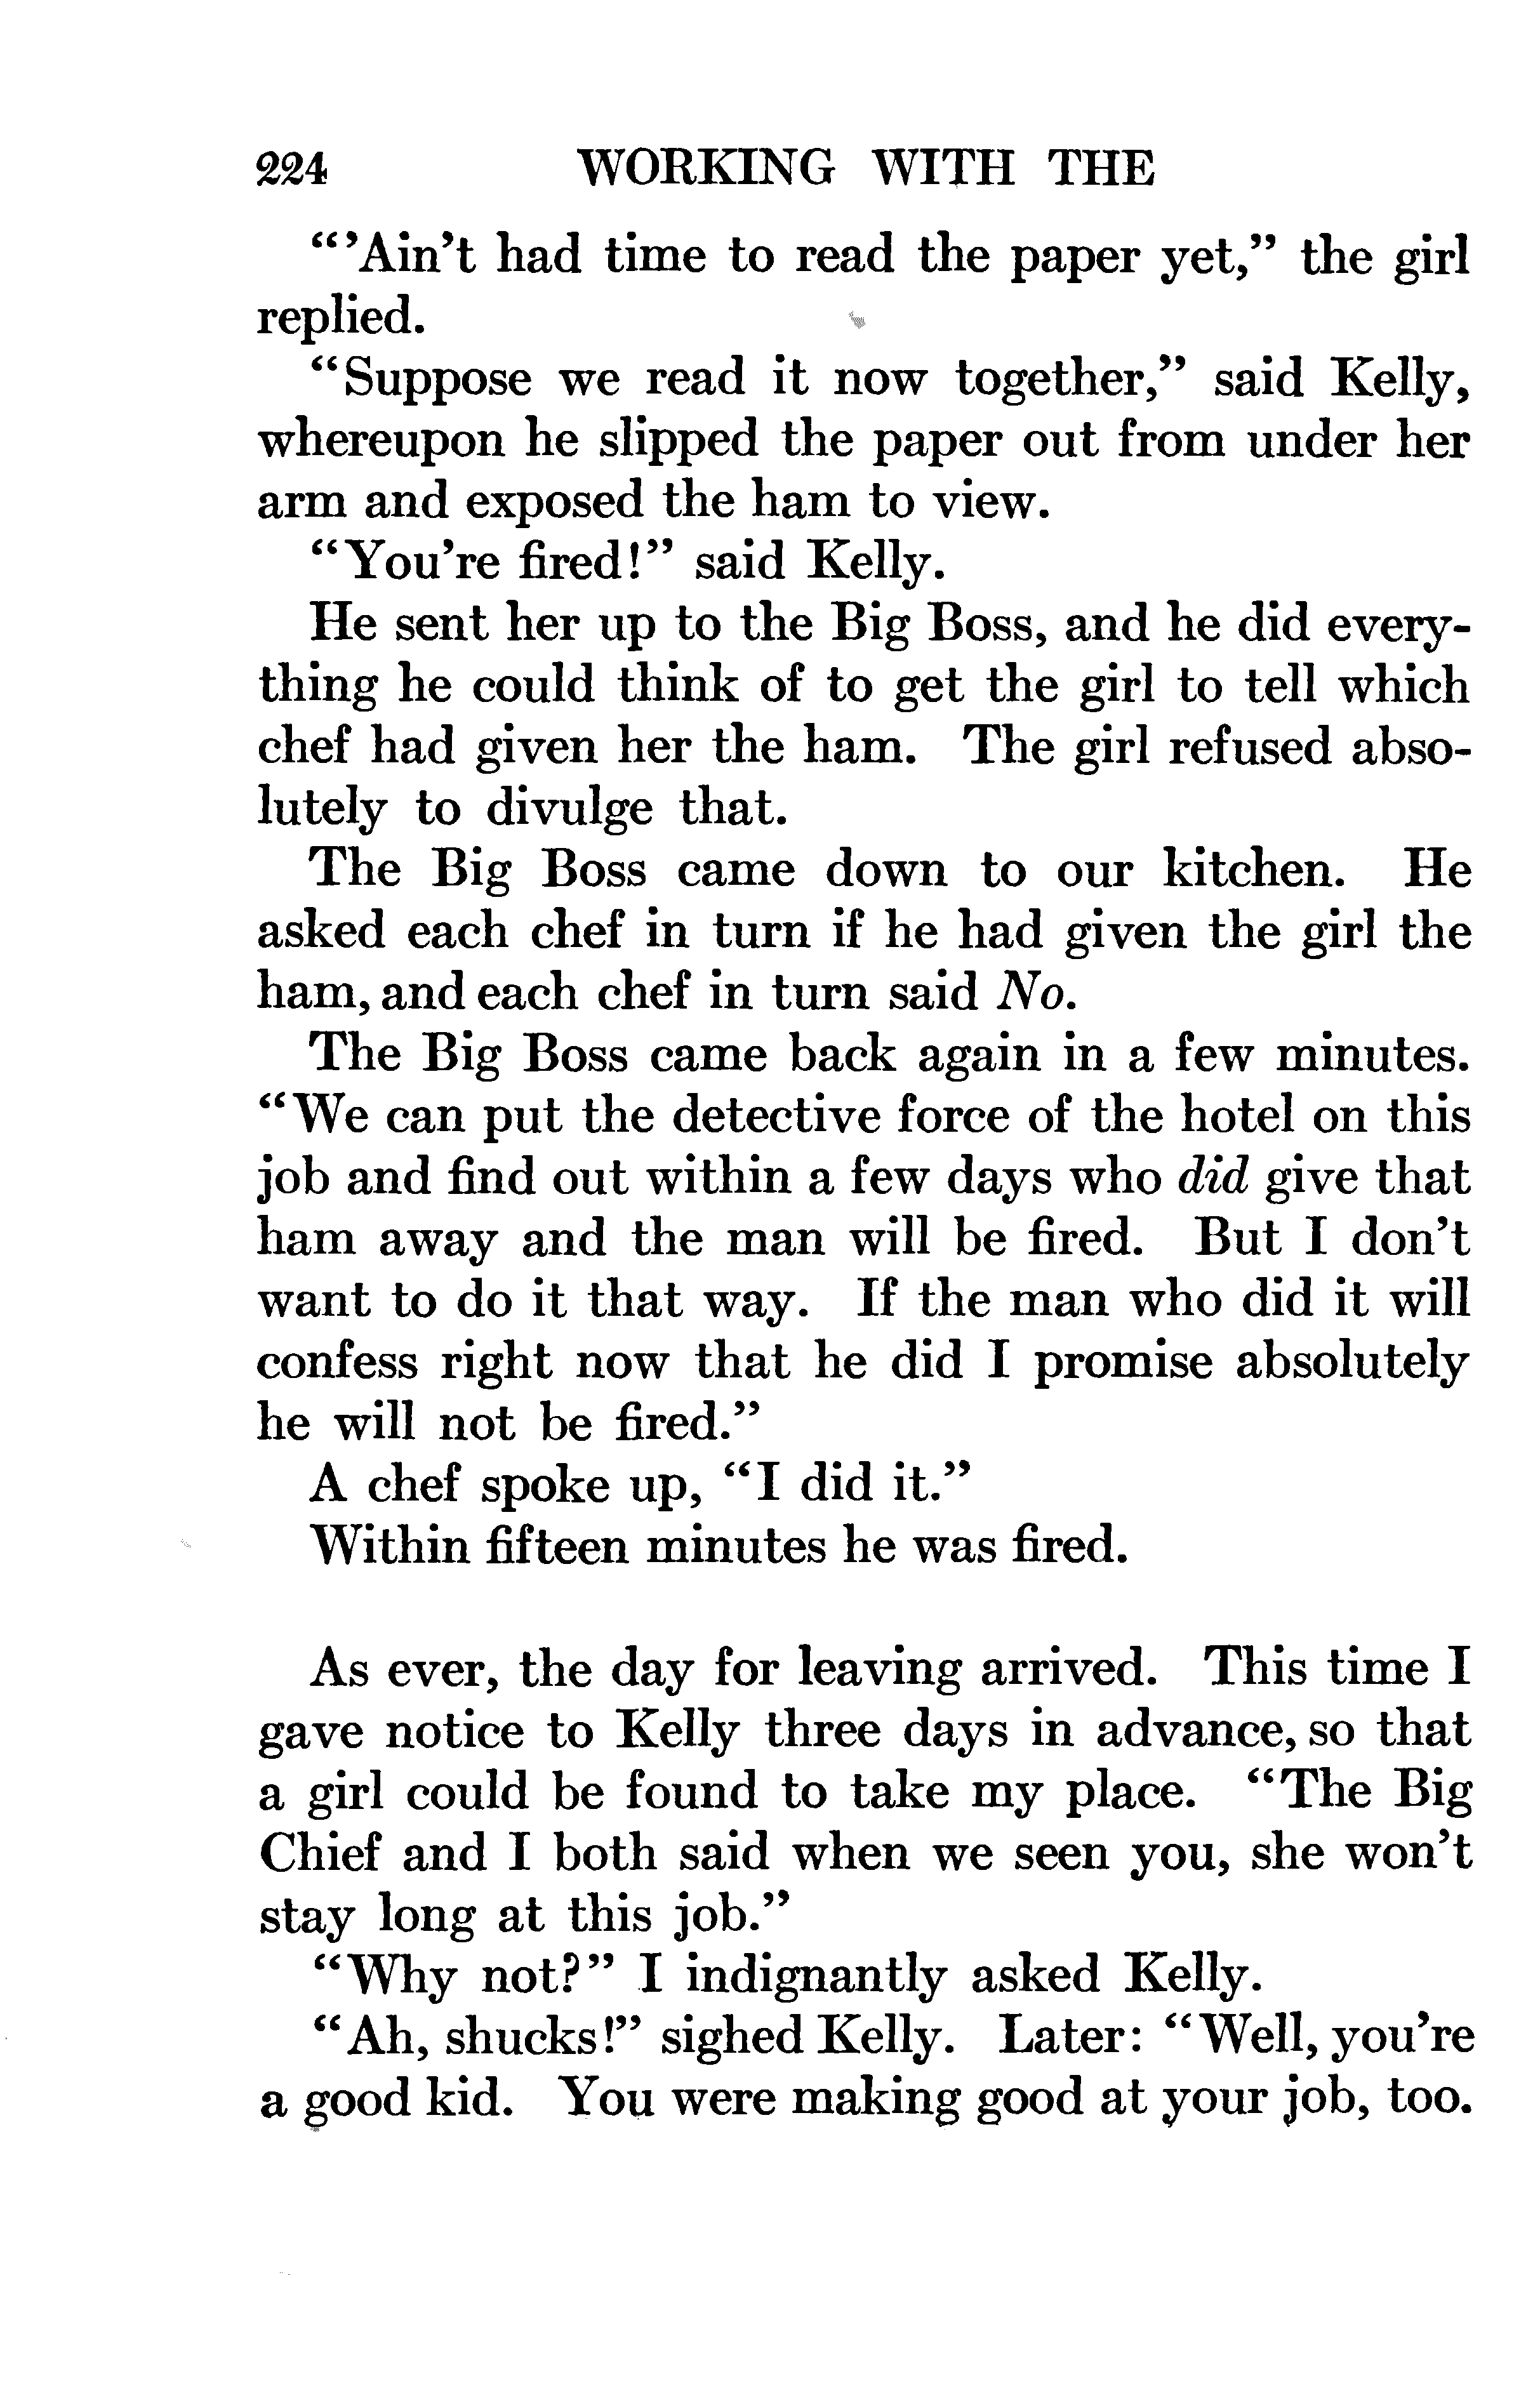 224 WORKING WITH THE
“’Ain’t had time to read the paper yet,” the girl
replied.
“Suppose we read it now together,” said Kelly,
whereupon he slipped the paper out from under her
arm and exposed the ham to view.
“You’re fired!” said Kelly.
He sent her up to the Big Boss, and he did every-
thing he could think of to get the girl to tell which
chef had given her the ham. The girl refused abso-
lutely to divulge that.
The Big Boss came down to our kitchen. He
asked each chef in turn if he had given the girl the
ham, and each chef in turn said No.
The Big Boss came back again in a few minutes.
“We can put the detective force of the hotel on this
job and find out within a few days who did give that
ham away and the man will be fired. But I don’t
want to do it that way. If the man who did it will
confess right now that he did I promise absolutely
he will not be fired.”
A chef spoke up, “I did it.”
Within fifteen minutes he was fired.
As ever, the day for leaving arrived. This time I
gave notice to Kelly three days in advance, so that
a girl could be found to take my place. “The Big
Chief and I both said when we seen you, she won’t
stay long at this job.”
“Why not?” I indignantly asked Kelly.
“Ah, shucks!” sighed Kelly. Later: “Well, you’re
a good kid. You were making good at your job, too.